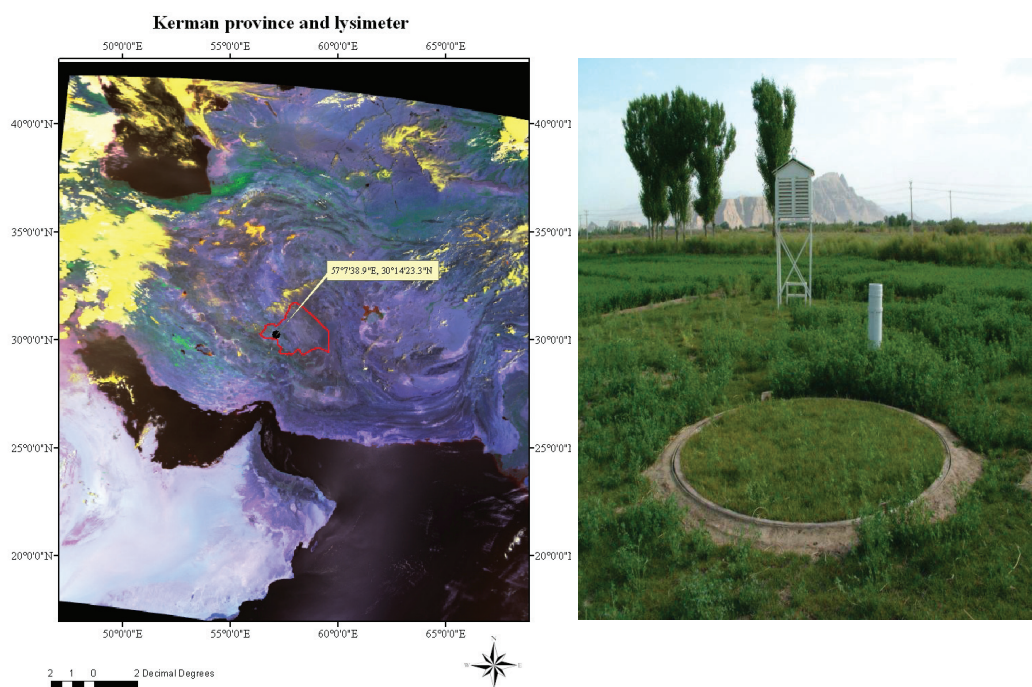 Kerman province and lysimeter
50°0'0"E 55°0'0"E 60°0'0"E 65°0'0"E
40°0'0"N 40°0'0"N
35°0'0"N 35°0'0"N
57°7'38.9"E, 30°14'23.3"N
30°0'0"N 30°0'0"N
25°0'0"N 25°0'0"N
20°0'0"N 20°0'0"N
50°0'0"E 55°0'0"E 60°0'0"E 65°0'0"E
N
W E
S
2 1 0 2 Decimal Degrees